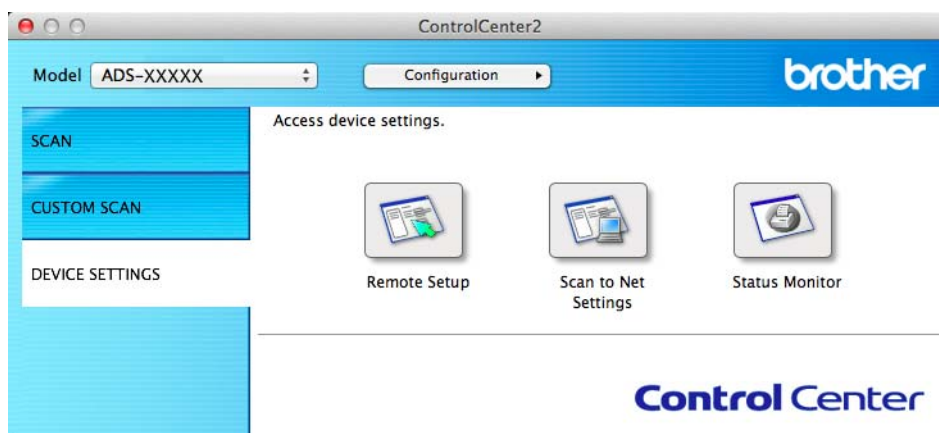 ControlCenter2
Model ADS-XXXXX Configuration
brother
SCAN
CUSTOM SCAN
DEVICE SETTINGS
Access device settings.
Remote Setup
Scan to Net
Settings
Status Monitor
Control Center